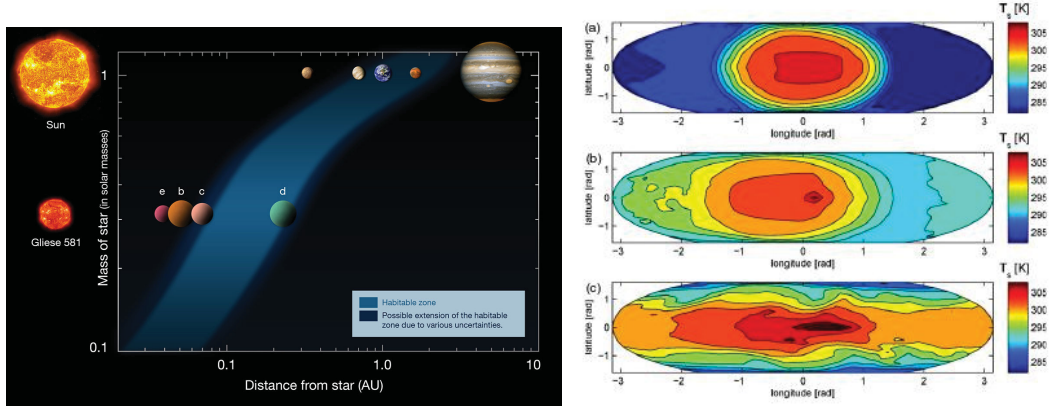 Sun
Gliese 581
Mass of star (in solar masses)
1
0.1
e
b
c
d
Habitable zone
Possible extension of the habitable
zone due to various uncertainties.
0.1
1.0
10
Distance from star (AU)
(a)
latitude [rad]
1
0
-1
-3
-2
-1
0
1
2
3
longitude [rad]
T_s [K]
305
300
295
290
285
(b)
latitude [rad]
1
0
-1
-3
-2
-1
0
1
2
3
longitude [rad]
T_s [K]
305
300
295
290
285
(c)
latitude [rad]
1
0
-1
-3
-2
-1
0
1
2
3
longitude [rad]
T_s [K]
305
300
295
290
285